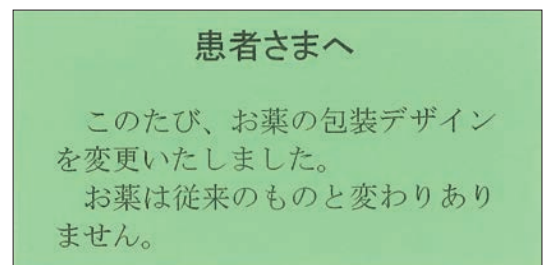 患者さまへ
このたび、お薬の包装デザイン
を変更いたしました。
お薬は従来のものと変わりあり
ません。